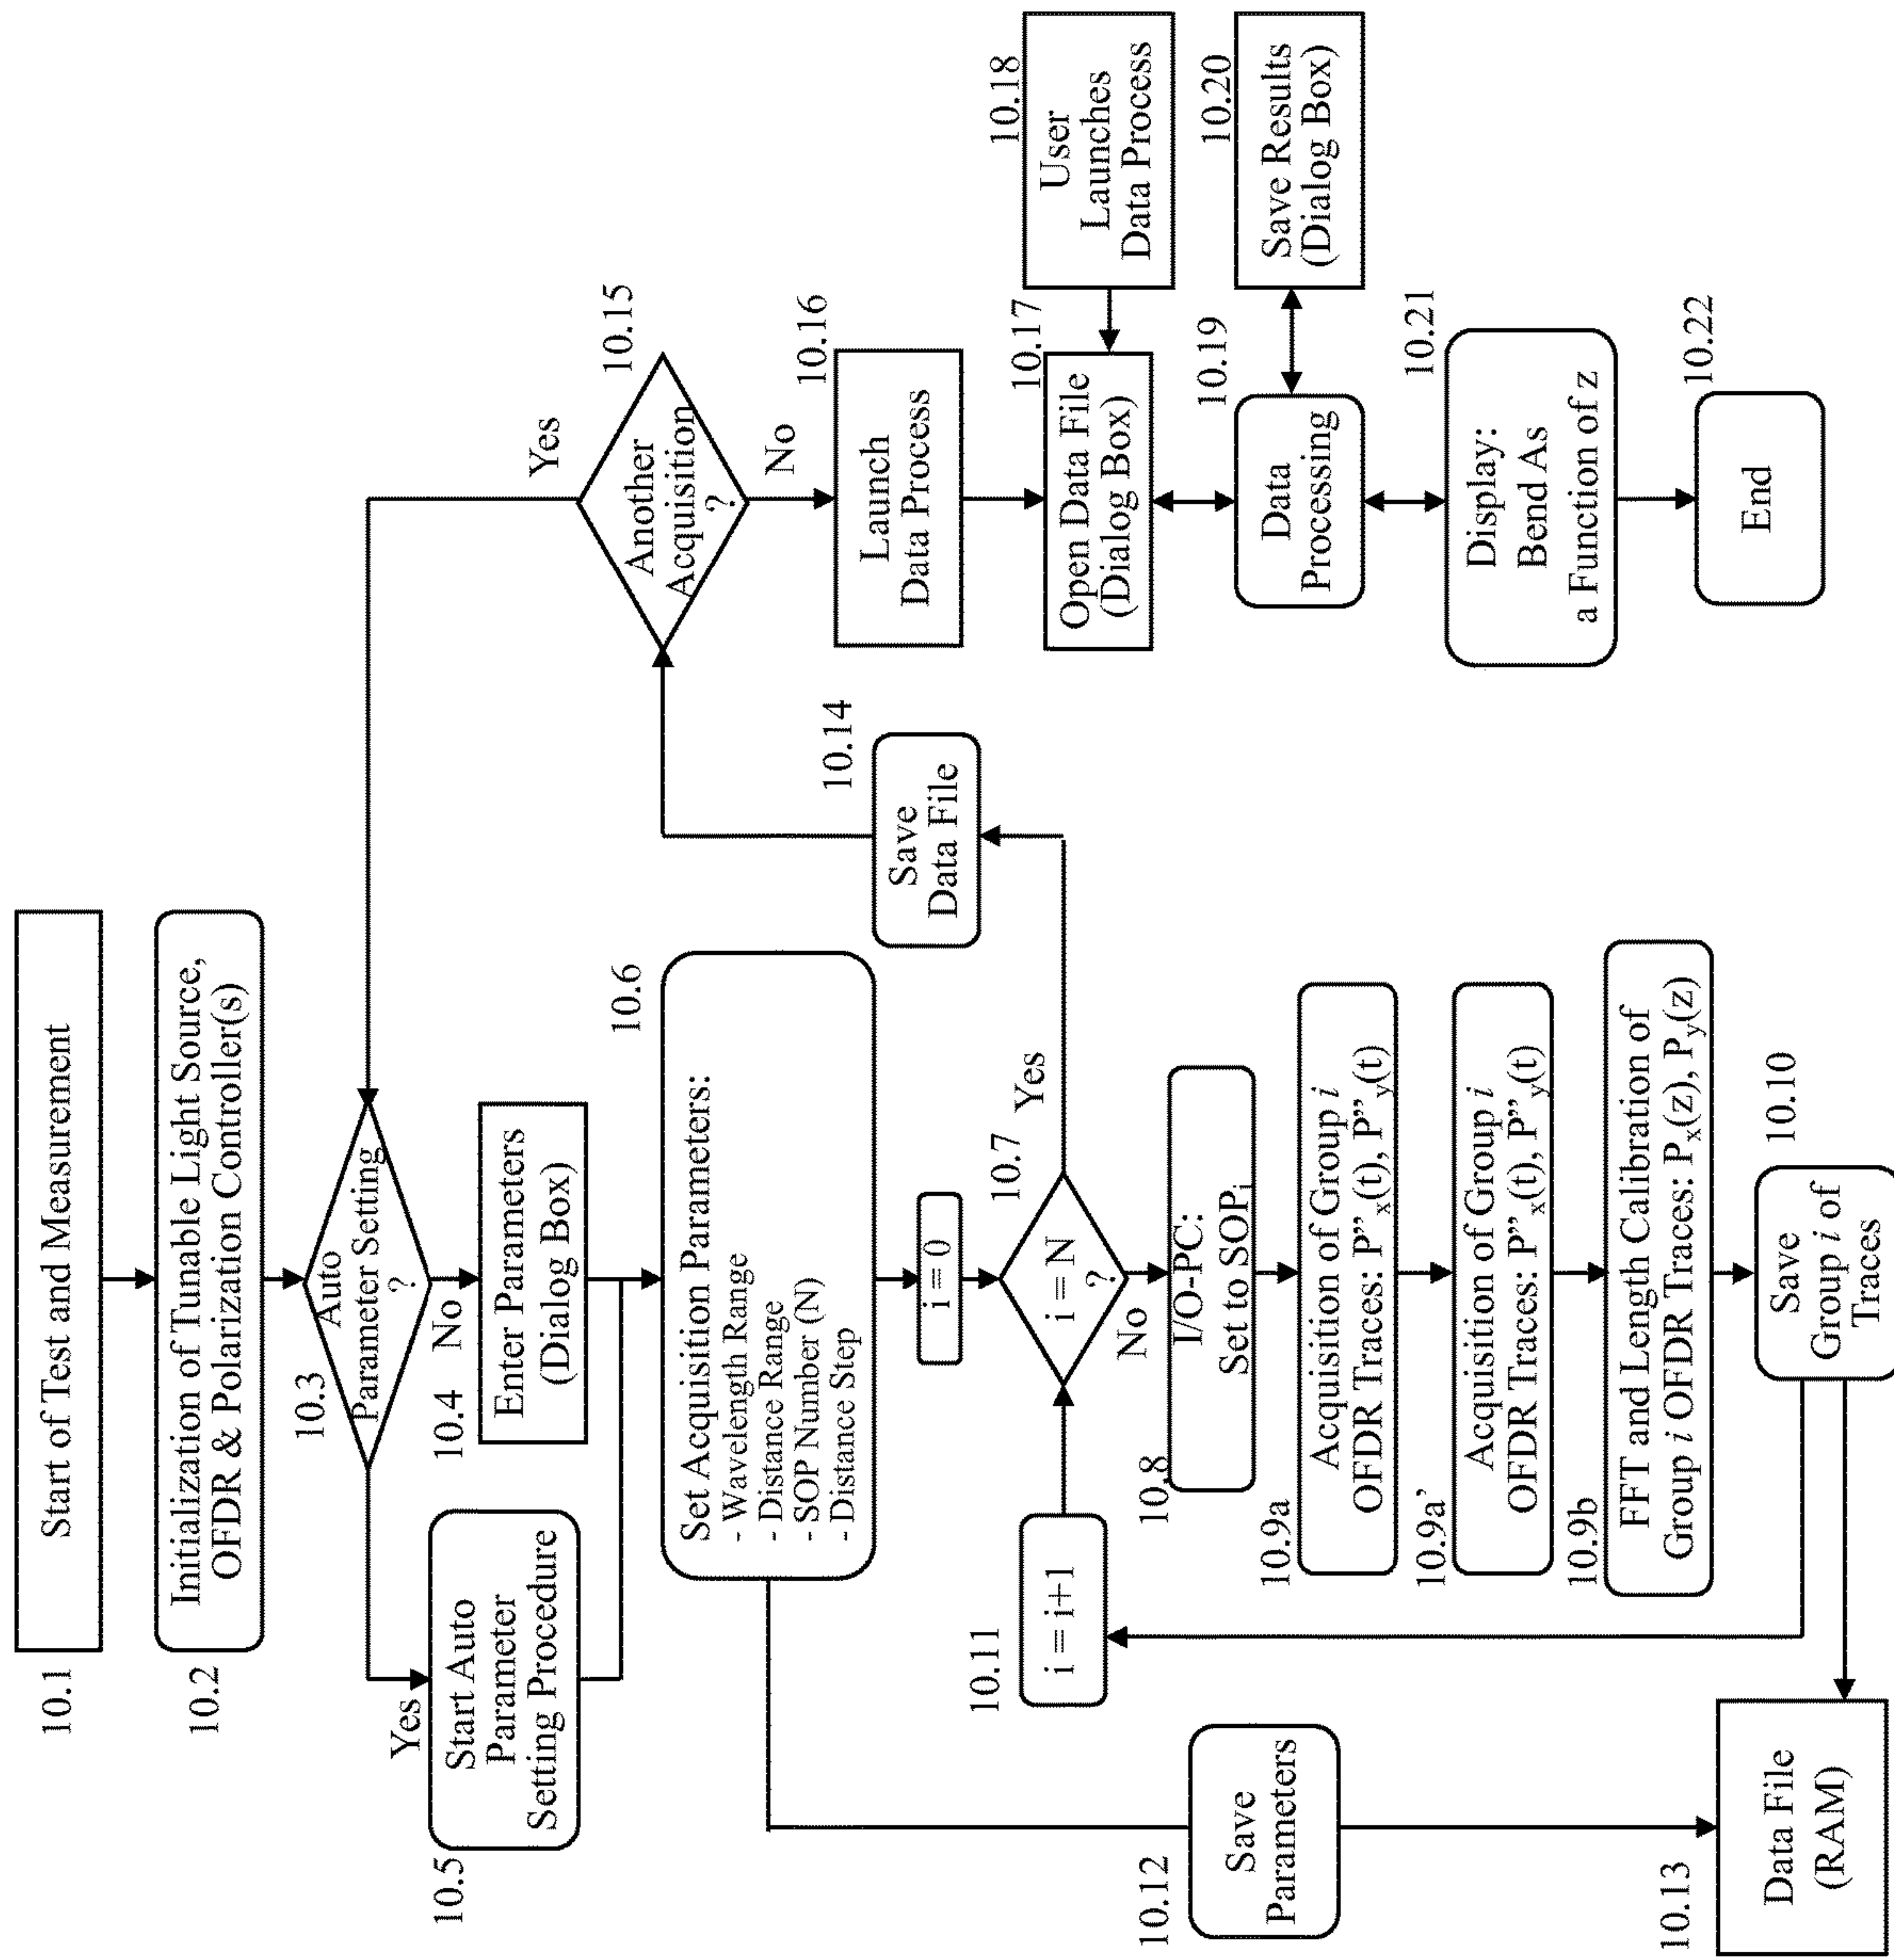 10.1
Start of Test and Measurement
10.2
Initialization of Tunable Light Source,
OFDR & Polarization Controller(s)
10.3
Auto
Parameter Setting
?
Yes
No
10.4
Enter Parameters
(Dialog Box)
10.5
Start Auto
Parameter
Setting Procedure
10.6
Set Acquisition Parameters:
- Wavelength Range
- Distance Range
- SOP Number (N)
- Distance Step
i = 0
10.7
i = N
?
Yes
No
10.8
I/O-PC:
Set to SOPi
10.9a
Acquisition of Group i
OFDR Traces: P”x(t), P”y(t)
10.9a’
Acquisition of Group i
OFDR Traces: P”x(t), P”y(t)
10.9b
FFT and Length Calibration of
Group i OFDR Traces: Px(z), Py(z)
10.10
Save
Group i of
Traces
10.11
i = i+1
10.12
Save
Parameters
10.13
Data File
(RAM)
10.14
Save
Data File
10.15
Another
Acquisition
?
Yes
No
10.16
Launch
Data Process
10.17
Open Data File
(Dialog Box)
10.18
User
Launches
Data Process
10.19
Data
Processing
10.20
Save Results
(Dialog Box)
10.21
Display:
Bend As
a Function of z
10.22
End